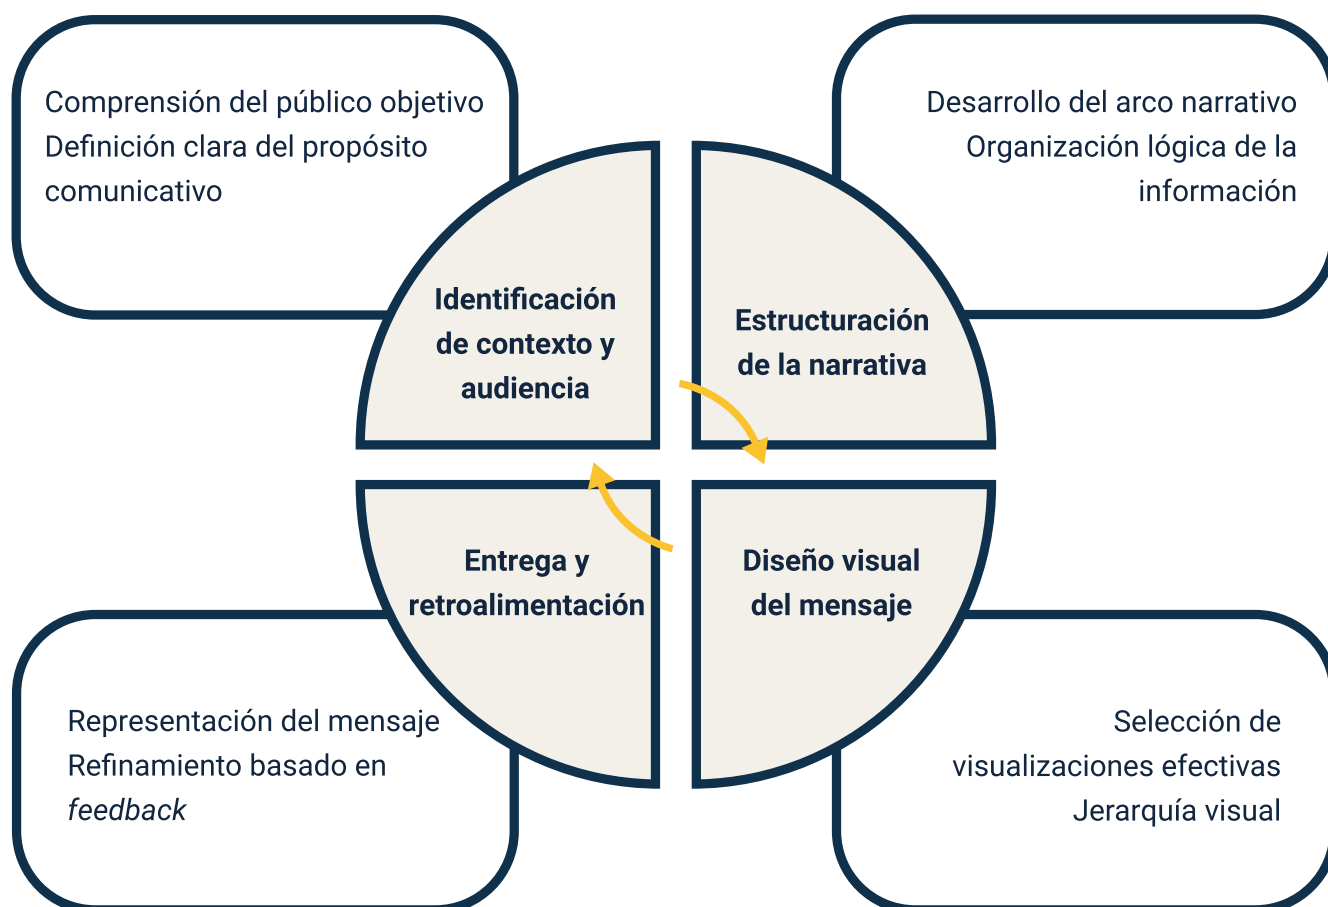 Comprensión del público objetivo
Definición clara del propósito
comunicativo
Desarrollo del arco narrativo
Organización lógica de la
información
Identificación
de contexto y
audiencia
Estructuración
de la narrativa
Entrega y
retroalimentación
Diseño visual
del mensaje
Representación del mensaje
Refinamiento basado en
feedback
Selección de
visualizaciones efectivas
Jerarquía visual